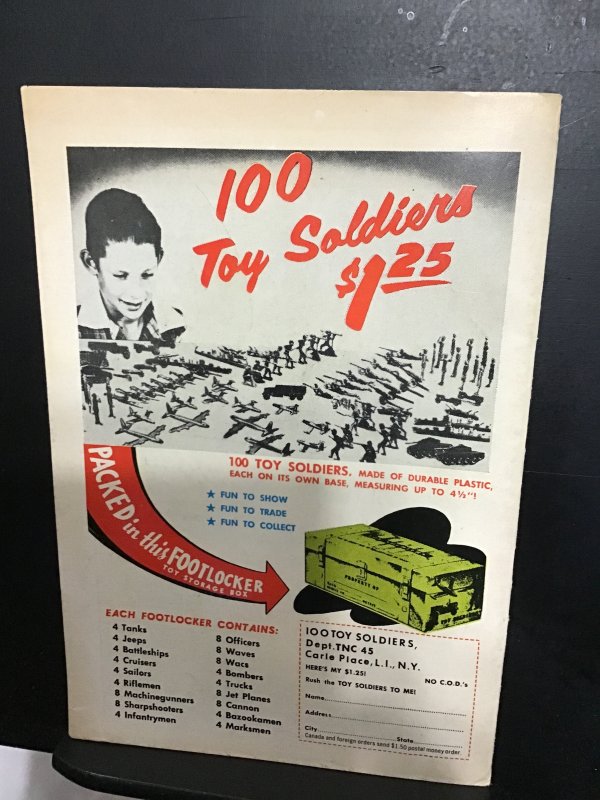 100
Toy Soldiers
$1.25
100 TOY SOLDIERS, MADE OF DURABLE PLASTIC,
EACH ON ITS OWN BASE, MEASURING UP TO 4½"!
★ FUN TO SHOW
★ FUN TO TRADE
★ FUN TO COLLECT
PACKED in this FOOTLOCKER
TOY STORAGE BOX
PROPERTY OF
EACH FOOTLOCKER CONTAINS:
4 Tanks
4 Jeeps
4 Battleships
4 Cruisers
4 Sailors
4 Riflemen
8 Machinegunners
8 Sharpshooters
4 Infantrymen
8 Officers
8 Waves
8 Wacs
4 Bombers
4 Trucks
8 Jet Planes
8 Cannon
4 Bazookamen
4 Marksmen
100 TOY SOLDIERS,
Dept. TNC 45
Carle Place, L.I., N.Y.
HERE'S MY $1.25! NO C.O.D.'s
Rush the TOY SOLDIERS TO ME!
Name
Address
City State
Canada and foreign orders send $1.50 postal money order